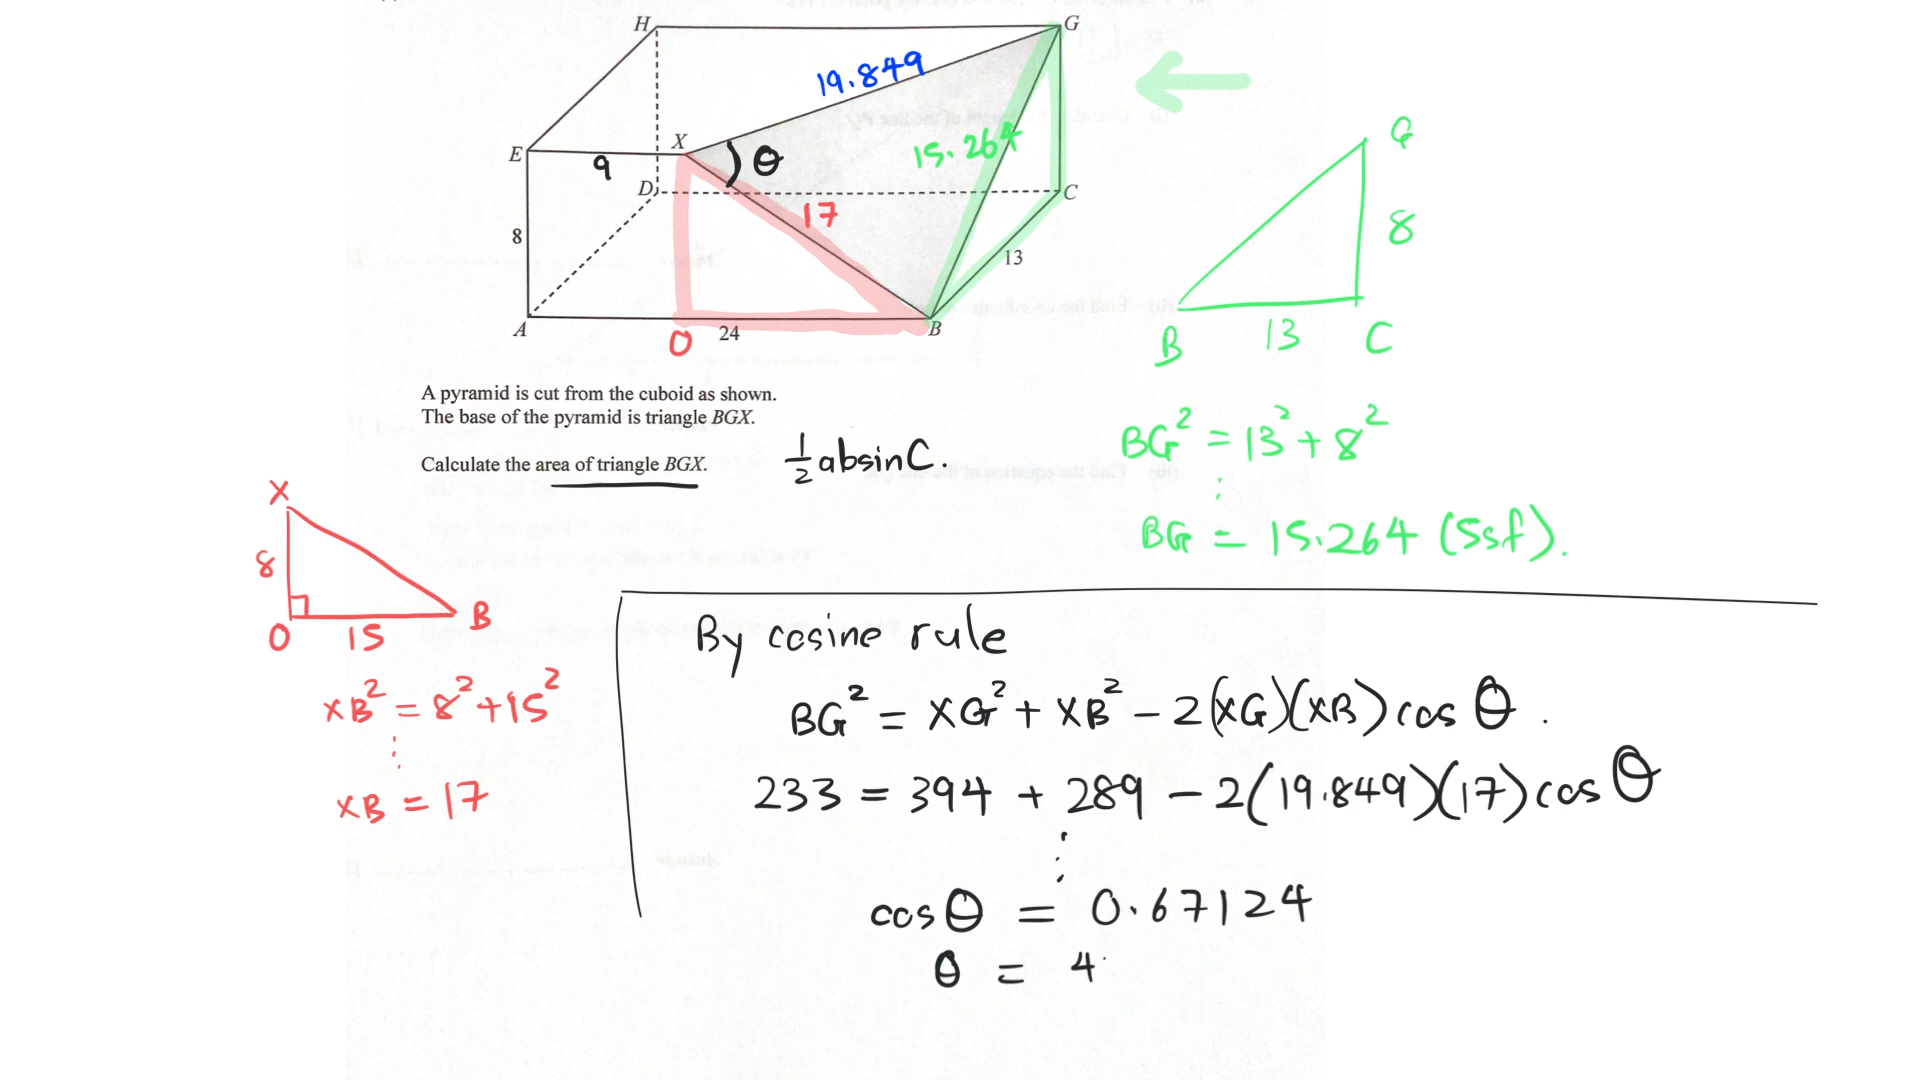 H
G
19.849
E
9
X
θ
15.264
D
C
17
8
13
A
O
24
B
G
8
B
13
C
A pyramid is cut from the cuboid as shown.
The base of the pyramid is triangle BGX.
Calculate the area of triangle BGX.
½ absinC.
BG² = 13² + 8²
⋮
BG = 15.264 (5sf).
X
8
O
15
B
XB² = 8² + 15²
⋮
XB = 17
By cosine rule
BG² = XG² + XB² - 2(XG)(XB) cos θ.
233 = 394 + 289 - 2(19.849)(17) cos θ
⋮
cos θ = 0.67124
θ = 4